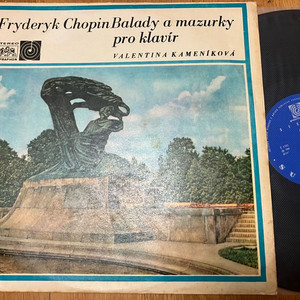 STEREO
Fryderyk Chopin Balady a mazurky
pro klavír
VALENTINA KAMENÍKOVÁ